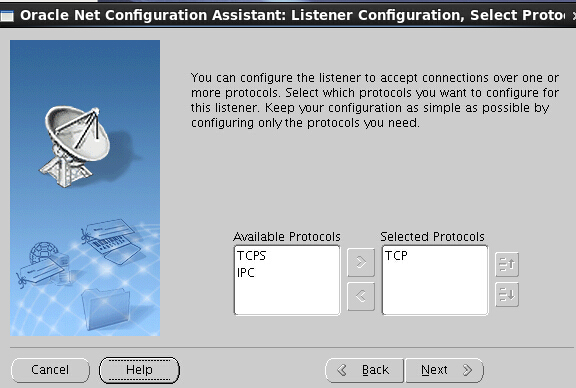 Oracle Net Configuration Assistant: Listener Configuration, Select Proto
You can configure the listener to accept connections over one or
more protocols. Select which protocols you want to configure for
this listener. Keep your configuration as simple as possible by
configuring only the protocols you need.
Available Protocols
Selected Protocols
TCPS
IPC
TCP
Cancel
Help
Back
Next